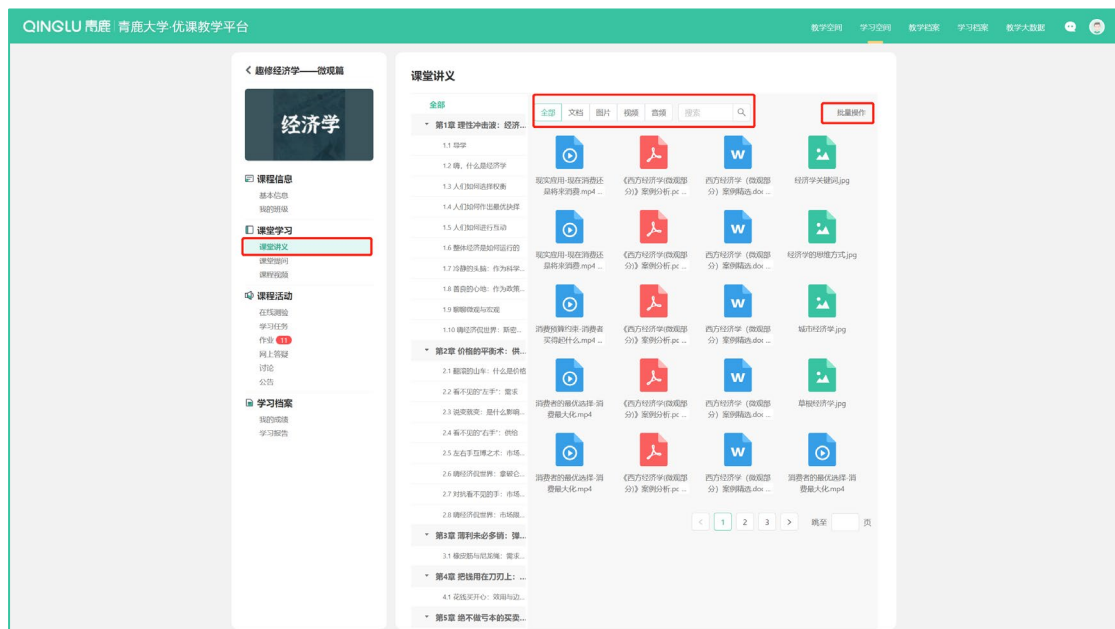 QINGLU 青鹿 青鹿大学·优课教学平台
教学空间 学习空间 教学档案 学习档案 教学大数据
趣修经济学——微观篇
经济学
课程信息
基本信息
我的班级
课堂学习
课堂讲义
课堂提问
课程视频
课程活动
在线测验
学习任务
作业 11
网上答疑
讨论
公告
学习档案
我的成绩
学习报告
课堂讲义
全部
第1章 理性冲击波：经济...
1.1 导学
1.2 嗨，什么是经济学
1.3 人们如何选择权衡
1.4 人们如何作出最优抉择
1.5 人们如何进行互动
1.6 整体经济是如何运行的
1.7 冷静的头脑：作为科学...
1.8 善良的心地：作为政策...
1.9 聊聊微观与宏观
1.10 嗨经济侃世界：斯密...
第2章 价格的平衡术：供...
2.1 翻滚的山车：什么是价格
2.2 看不见的“左手”：需求
2.3 说变就变：是什么影响...
2.4 看不见的“右手”：供给
2.5 左右手互博之术：市场...
2.6 嗨经济侃世界：拿破仑...
2.7 对抗看不见的手：市场...
2.8 嗨经济侃世界：市场限...
第3章 薄利未必多销：弹...
3.1 橡皮筋与尼龙绳：需求...
第4章 把钱用在刀刃上：...
4.1 花钱买开心：效用与边...
第5章 绝不做亏本的买卖...
全部 文档 图片 视频 音频 搜索
批量操作
现实应用-现在消费还 《西方经济学(微观部 西方经济学（微观部 经济学关键词.jpg
是将来消费.mp4 ... 分)》案例分析.pc ... 分）案例精选.doc ...
现实应用-现在消费还 《西方经济学(微观部 西方经济学（微观部 经济学的思维方式.jpg
是将来消费.mp4 ... 分)》案例分析.pc ... 分）案例精选.doc ...
消费预算约束-消费者 《西方经济学(微观部 西方经济学（微观部 城市经济学.jpg
买得起什么.mp4 ... 分)》案例分析.pc ... 分）案例精选.doc ...
消费者的最优选择-消 《西方经济学(微观部 西方经济学（微观部 草根经济学.jpg
费最大化.mp4 分)》案例分析.pc ... 分）案例精选.doc ...
消费者的最优选择-消 《西方经济学(微观部 西方经济学（微观部 消费者的最优选择-消
费最大化.mp4 分)》案例分析.pc ... 分）案例精选.doc ... 费最大化.mp4
< 1 2 3 > 跳至 页